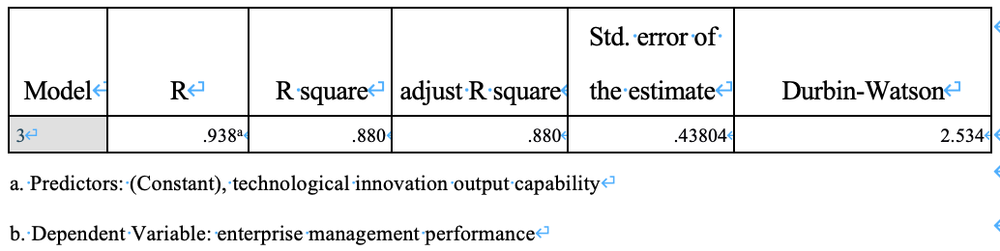 Model R R square adjust R square Std. error of the estimate Durbin-Watson
3 .938a .880 .880 .43804 2.534
a. Predictors: (Constant), technological innovation output capability
b. Dependent Variable: enterprise management performance